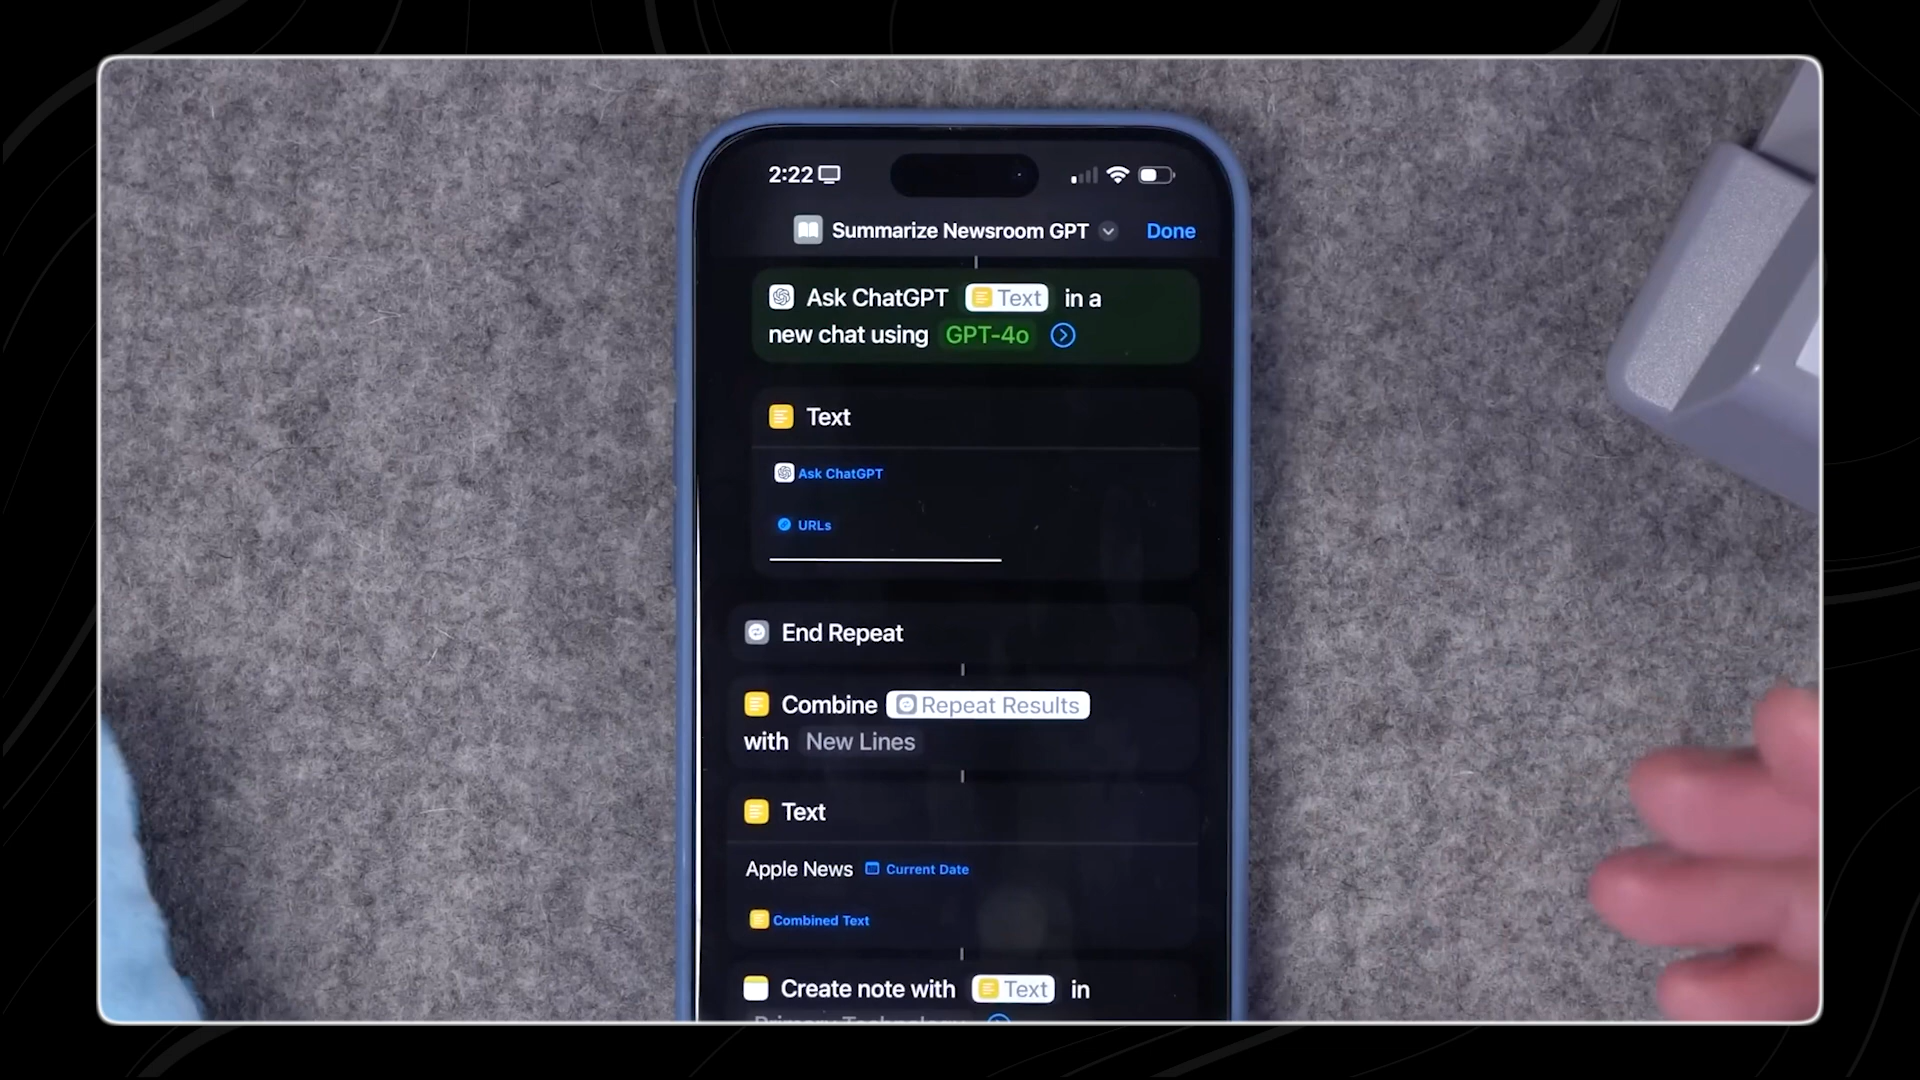 2:22
Summarize Newsroom GPT
Done
Ask ChatGPT Text in a
new chat using GPT-4o
Text
Ask ChatGPT
URLs
End Repeat
Combine Repeat Results
with New Lines
Text
Apple News Current Date
Combined Text
Create note with Text in
Primary Technology